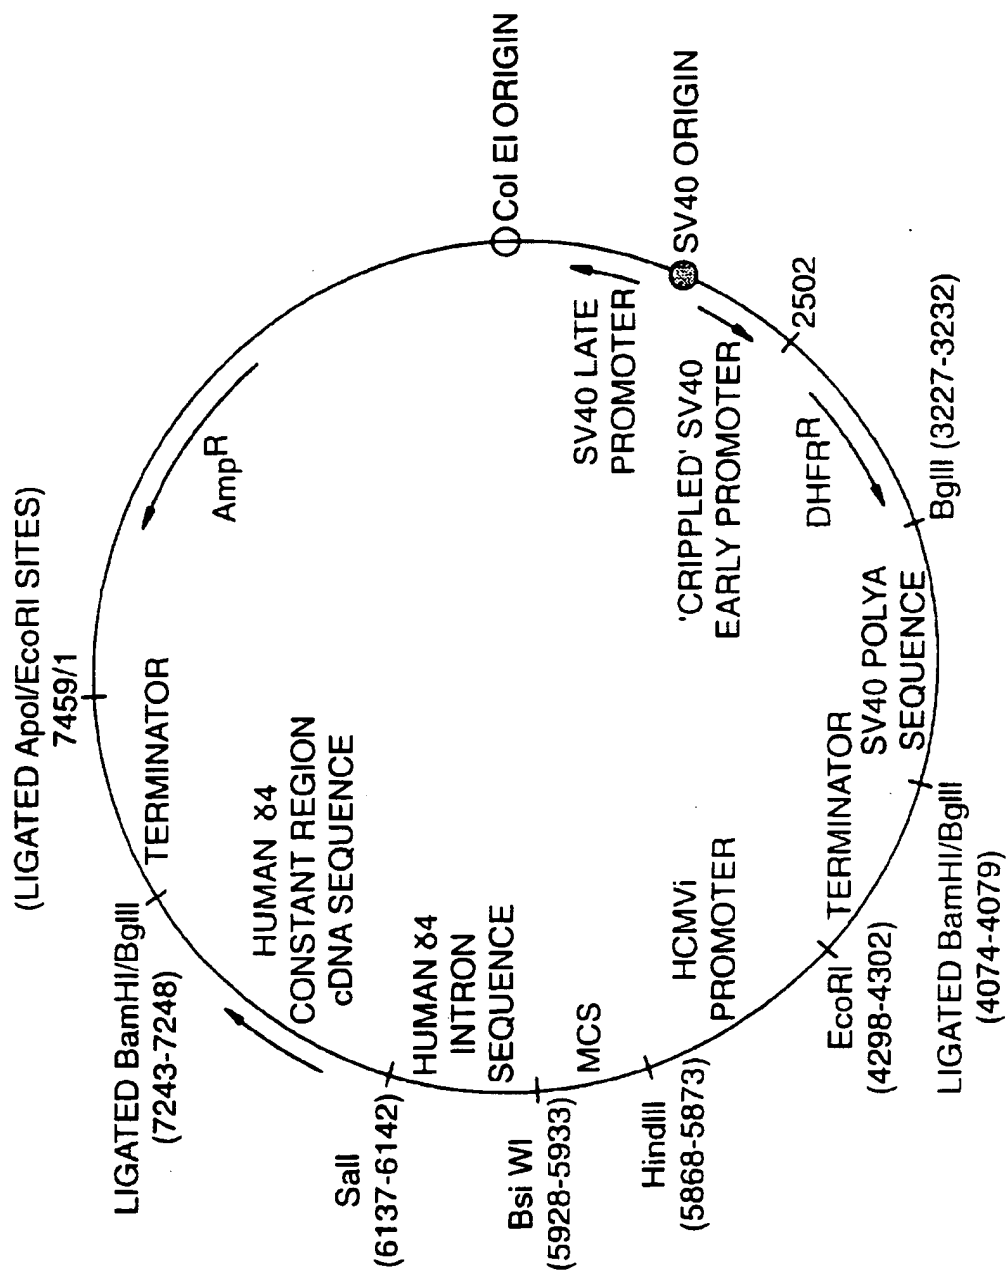 (LIGATED ApoI/EcoRI SITES)
7459/1
TERMINATOR
Amp^R
Col EI ORIGIN
SV40 LATE
PROMOTER
SV40 ORIGIN
'CRIPPLED' SV40
EARLY PROMOTER
2502
DHFR^R
BglII (3227-3232)
SV40 POLYA
SEQUENCE
LIGATED BamHI/BglII
(4074-4079)
TERMINATOR
EcoRI
(4298-4302)
HCMVi
PROMOTER
HindIII
(5868-5873)
MCS
Bsi WI
(5928-5933)
HUMAN γ4
INTRON
SEQUENCE
SalI
(6137-6142)
HUMAN γ4
CONSTANT REGION
cDNA SEQUENCE
LIGATED BamHI/BglII
(7243-7248)